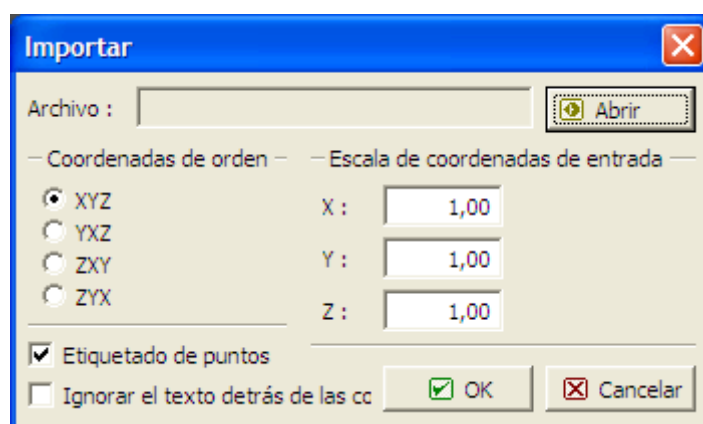 Importar
Archivo : Abrir
Coordenadas de orden Escala de coordenadas de entrada
XYZ X : 1,00
YXZ
ZXY Y : 1,00
ZYX Z : 1,00
Etiquetado de puntos
Ignorar el texto detrás de las cc OK Cancelar